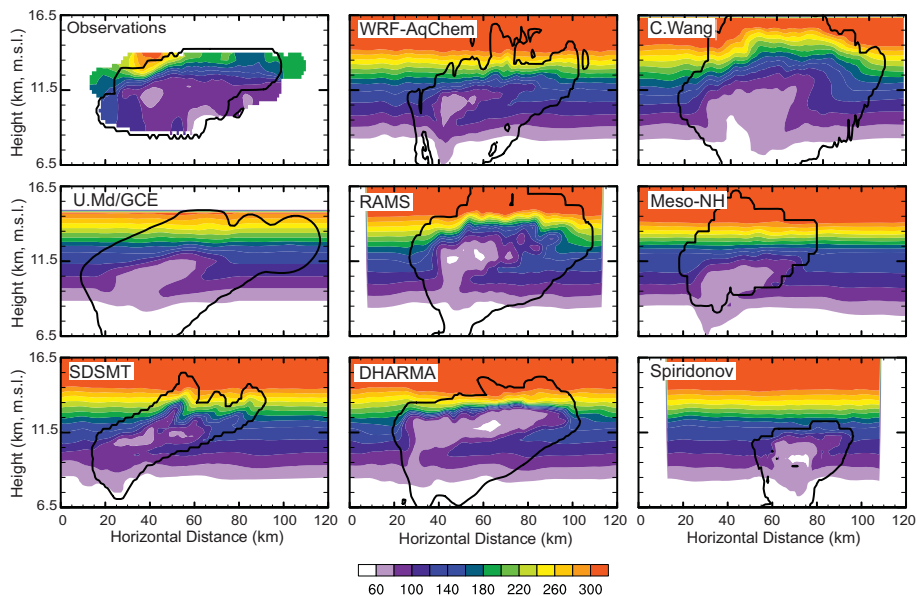 Observations
WRF-AqChem
C.Wang
Height (km, m.s.l.)
11.5
6.5
U.Md/GCE
RAMS
Meso-NH
Height (km, m.s.l.)
16.5
11.5
6.5
SDSMT
DHARMA
Spiridonov
Height (km, m.s.l.)
16.5
11.5
6.5
0 20 40 60 80 100 120
0 20 40 60 80 100 120
0 20 40 60 80 100 120
Horizontal Distance (km)
Horizontal Distance (km)
Horizontal Distance (km)
60 100 140 180 220 260 300